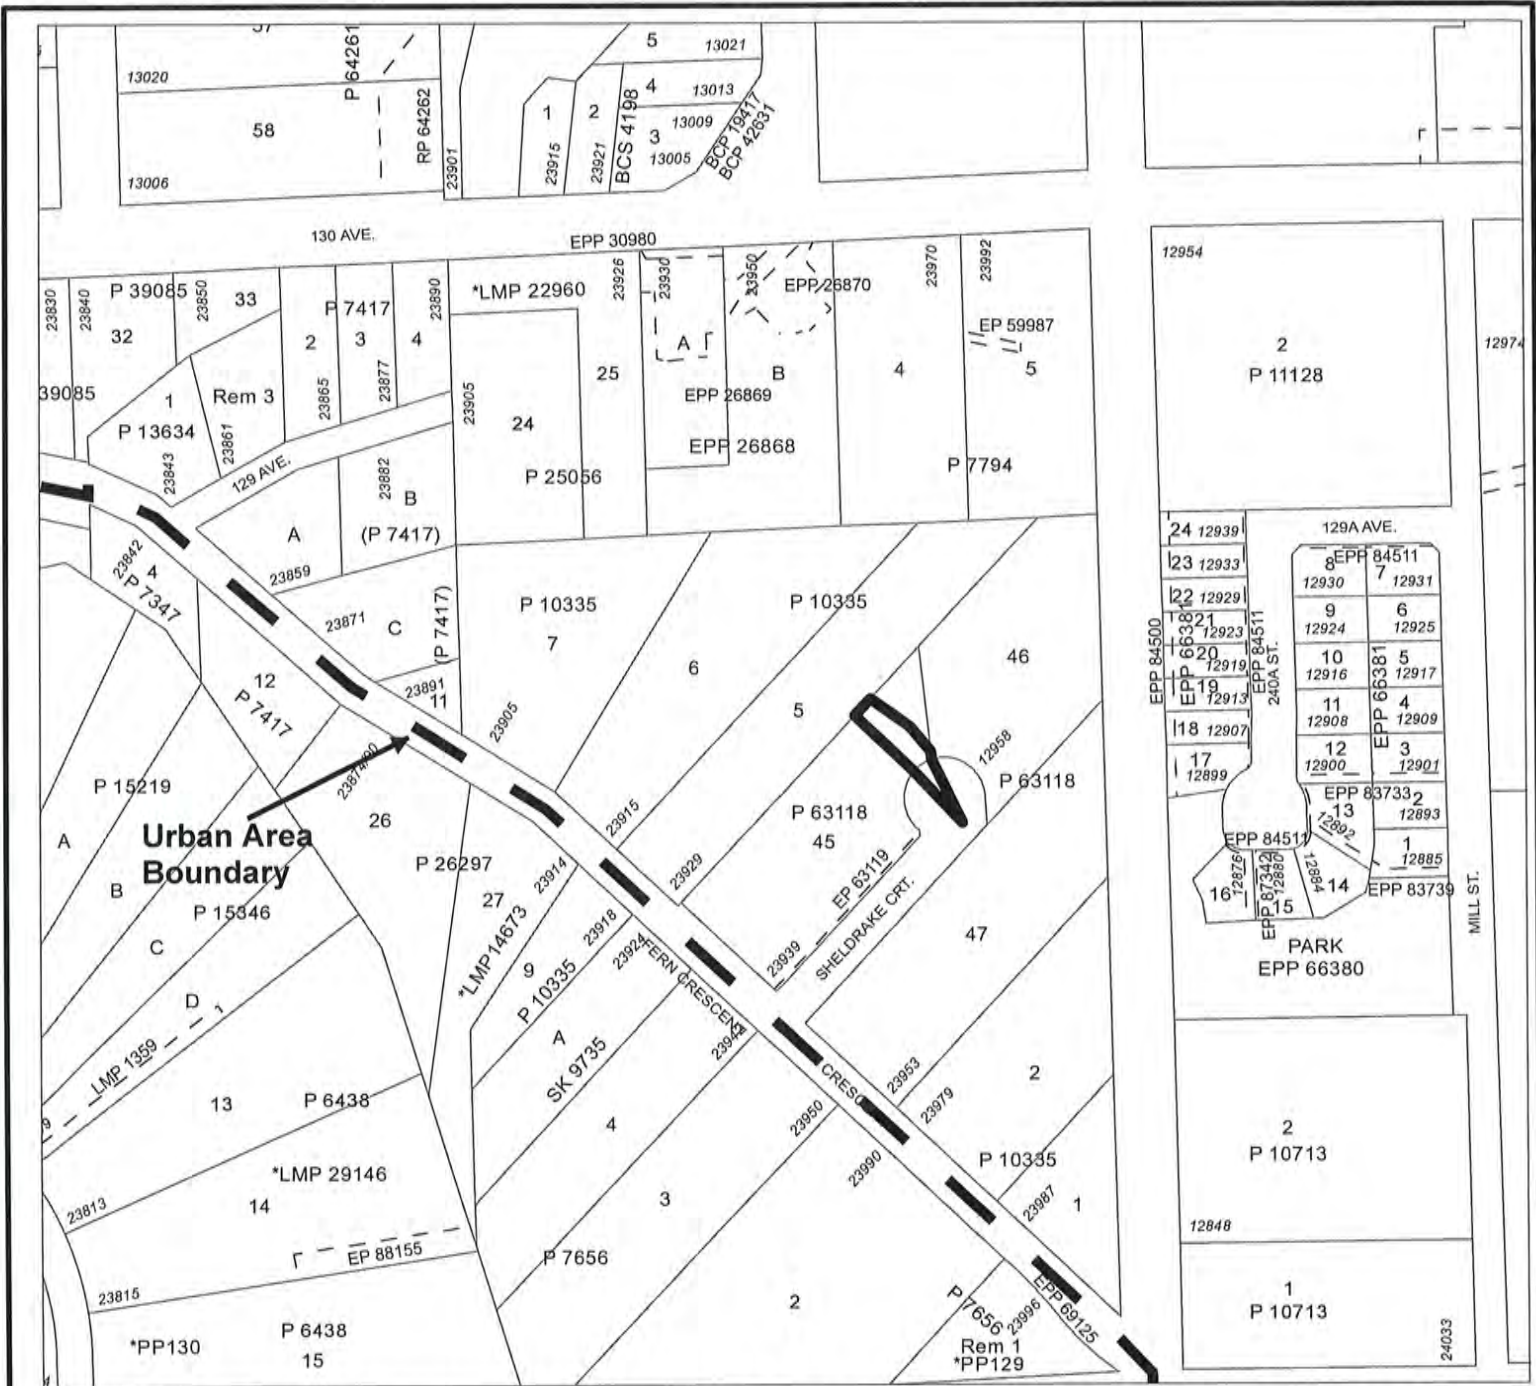 5
13021
P 64261
13020
4
13013
RP 64262
58
1
2
BCS 4198
3
13009
13005
BCP 19417
BCP 42631
23915
23921
23901
13006
130 AVE.
EPP 30980
12954
23830
23840
P 39085
23850
33
P 7417
23890
*LMP 22960
23926
23930
23950
EPP 26870
23970
23992
EP 59987
32
2
3
4
A
25
B
4
5
2
P 11128
12974
39085
1
Rem 3
23865
23877
23905
EPP 26869
24
P 13634
23861
EPP 26868
23843
129 AVE.
23882
B
P 25056
P 7794
A
(P 7417)
24 12939
129A AVE.
23842
4
P 7347
23859
23 12933
8
EPP 84511
7
12930
12931
23871
C
(P 7417)
P 10335
7
P 10335
22 12929
9
12924
6
12925
21
12923
EPP 84500
EPP 66381
EPP 84511
240A ST.
6
46
20
12919
10
12916
5
12917
EPP 66381
12
P 7417
23891
11
19
12913
11
12908
4
12909
23905
5
18 12907
12958
12
12900
3
12901
17
12899
P 15219
23874/90
P 63118
P 63118
45
EPP 83733
2
12893
13
12892
Urban Area
Boundary
26
23915
EPP 84511
1
12885
A
P 26297
23914
23929
EP 63119
SHELDRAKE CRT.
16
12876
EPP 87342
12880
15
12884
14
EPP 83739
B
P 15346
27
*LMP14673
23918
23924
MILL ST.
C
9
P 10335
FERN CRESCENT
23939
47
PARK
EPP 66380
D
A
SK 9735
LMP 1359
CRESC
23953
23979
2
13
P 6438
4
23950
2
P 10713
*LMP 29146
14
3
23990
P 10335
23987
1
23813
12848
EP 88155
P 7656
23815
2
EPP 69125
P 7656
23996
1
P 10713
*PP130
P 6438
15
Rem 1
*PP129
24033